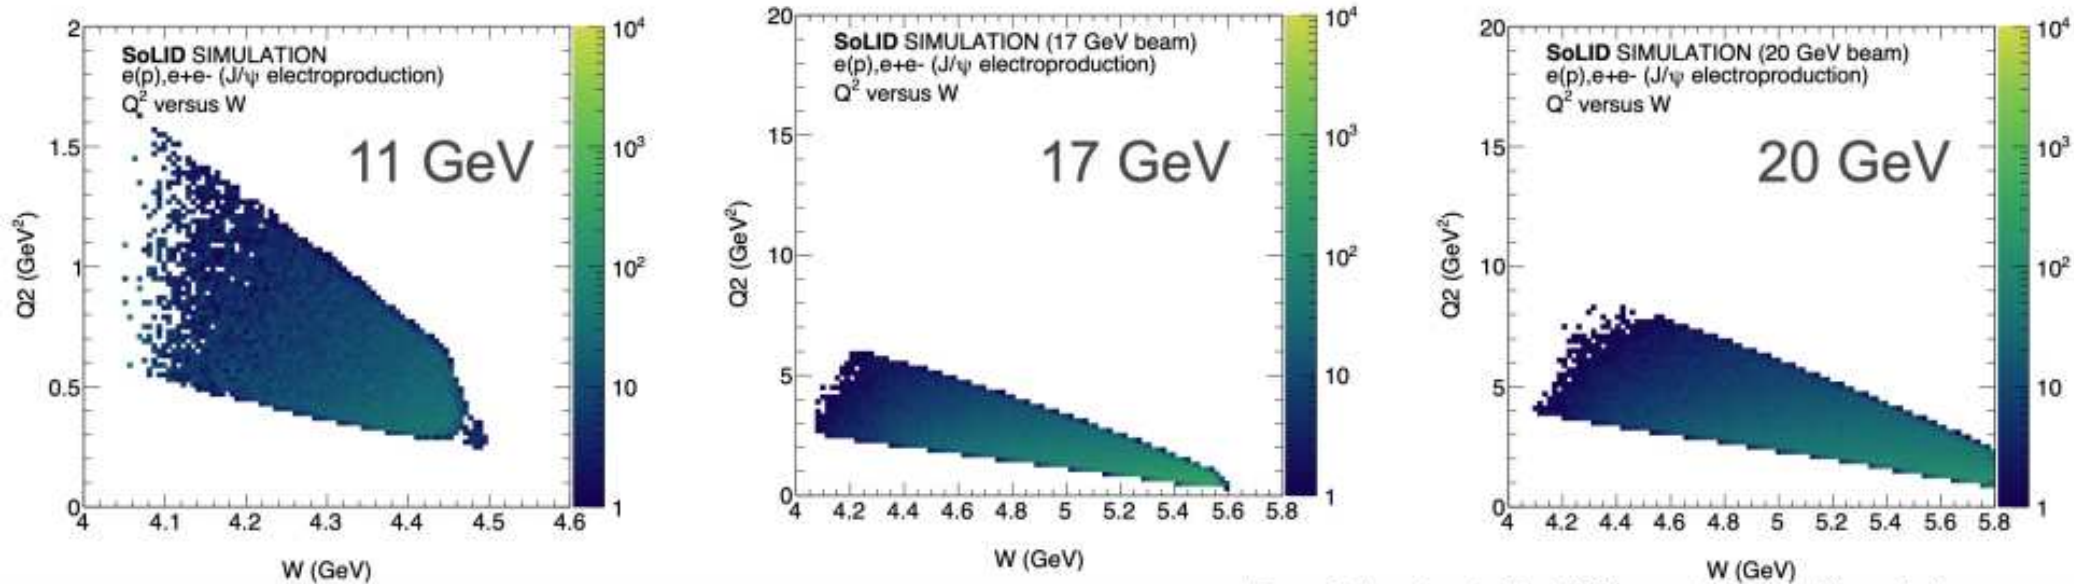 SoLID SIMULATION
e(p),e+e- (J/ψ electroproduction)
Q² versus W
11 GeV
Q2 (GeV²)
2
1.5
1
0.5
0
4 4.1 4.2 4.3 4.4 4.5 4.6
W (GeV)
10⁴
10³
10²
10
1
SoLID SIMULATION (17 GeV beam)
e(p),e+e- (J/ψ electroproduction)
Q² versus W
17 GeV
Q2 (GeV²)
20
15
10
5
0
4 4.2 4.4 4.6 4.8 5 5.2 5.4 5.6 5.8
W (GeV)
10⁴
10³
10²
10
1
SoLID SIMULATION (20 GeV beam)
e(p),e+e- (J/ψ electroproduction)
Q² versus W
20 GeV
Q2 (GeV²)
20
15
10
5
0
4 4.2 4.4 4.6 4.8 5 5.2 5.4 5.6 5.8
W (GeV)
10⁴
10³
10²
10
1